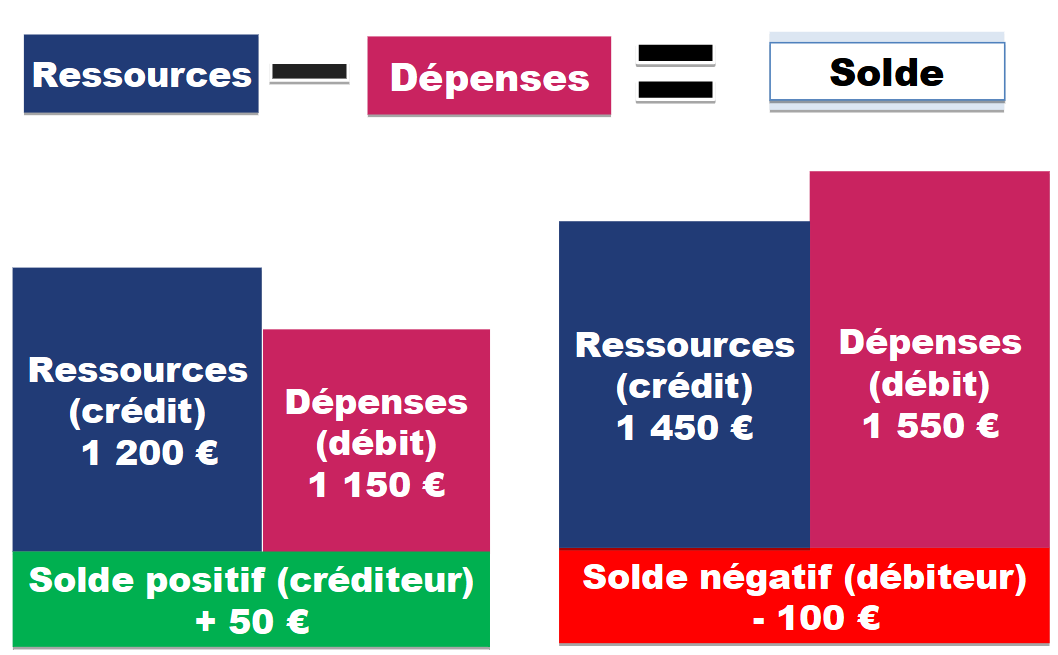 Ressources
Dépenses
Solde
Ressources
(crédit)
1 200 €
Dépenses
(débit)
1 150 €
Solde positif (créditeur)
+ 50 €
Ressources
(crédit)
1 450 €
Dépenses
(débit)
1 550 €
Solde négatif (débiteur)
- 100 €